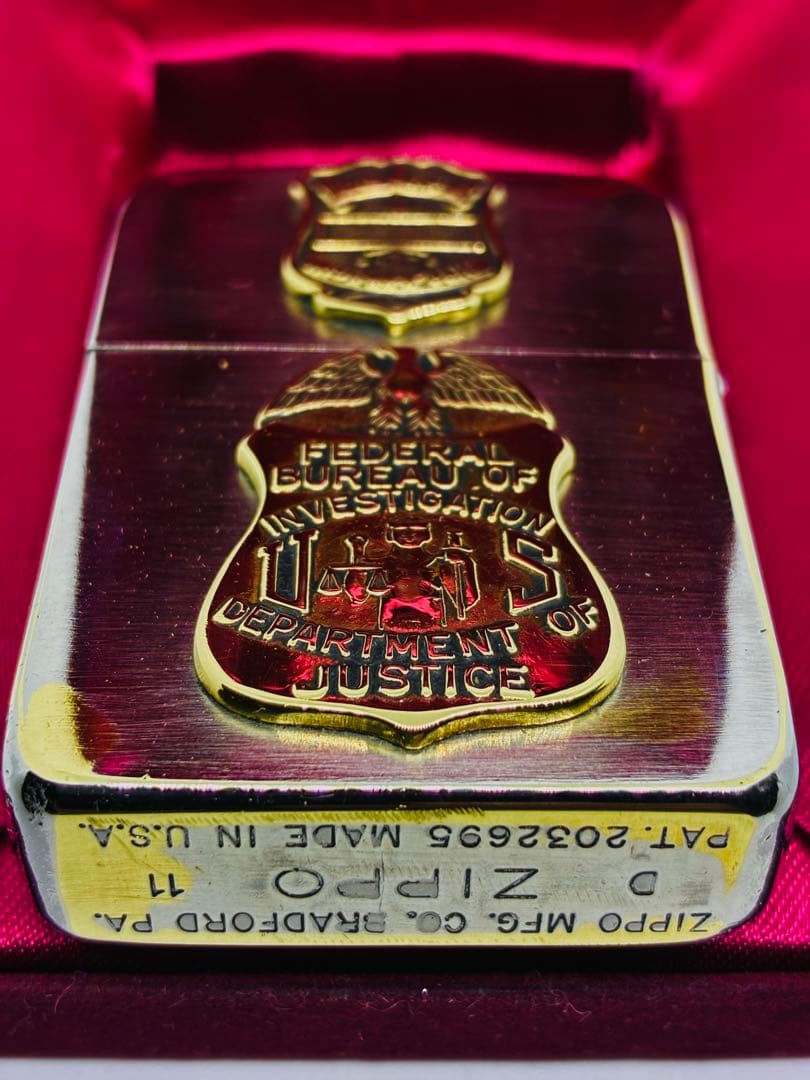 FEDERAL
BUREAU OF
INVESTIGATION
U S
DEPARTMENT OF
JUSTICE
ZIPPO MFG. CO. BRADFORD PA.
D ZIPPO 11
PAT. 2032695 MADE IN U.S.A.